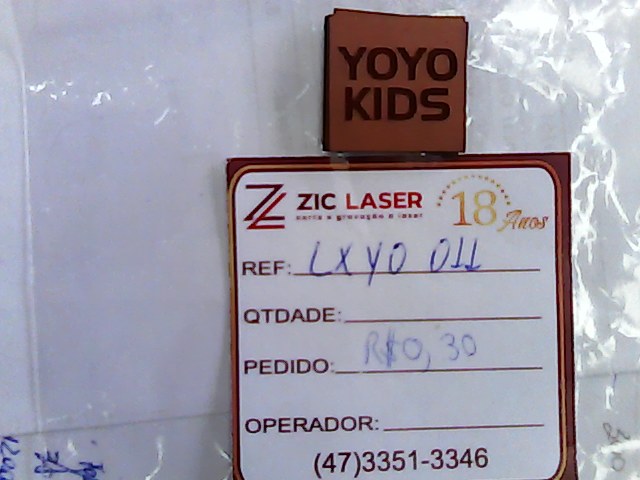 YOYO
KIDS
ZIC LASER
corte e gravação a laser
18 Anos
REF: LXYO 011
QTDADE:
PEDIDO: R$0,30
OPERADOR:
(47)3351-3346